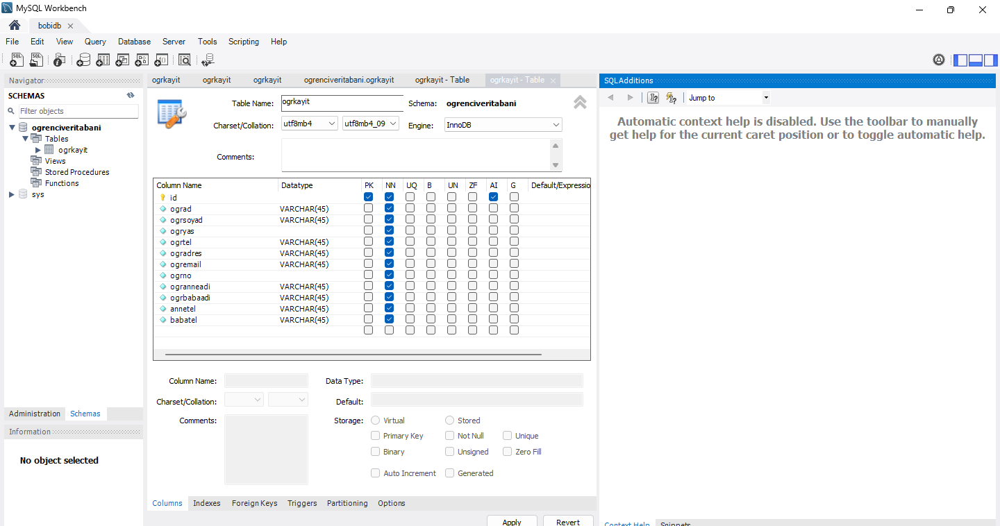 MySQL Workbench
bobidb
File Edit View Query Database Server Tools Scripting Help
Navigator
SCHEMAS
Filter objects
ogrenciveritabani
Tables
ogrkayit
Views
Stored Procedures
Functions
sys
Administration Schemas
Information
No object selected
ogrkayit ogrkayit ogrkayit ogrenciveritabani.ogrkayit ogrkayit - Table ogrkayit - Table
Table Name: ogrkayit Schema: ogrenciveritabani
Charset/Collation: utf8mb4 utf8mb4_09 Engine: InnoDB
Comments:
Column Name Datatype PK NN UQ B UN ZF AI G Default/Expressio
id
ograd VARCHAR(45)
ogrsoyad VARCHAR(45)
ogryas
ogrtel VARCHAR(45)
ogradres VARCHAR(45)
ogremail VARCHAR(45)
ogrno
ogranneadi VARCHAR(45)
ogrbabaadi VARCHAR(45)
annetel VARCHAR(45)
babatel VARCHAR(45)
Column Name: Data Type:
Charset/Collation: Default:
Comments: Storage: Virtual Stored
Primary Key Not Null Unique
Binary Unsigned Zero Fill
Auto Increment Generated
Columns Indexes Foreign Keys Triggers Partitioning Options
Apply Revert
SQLAdditions
Jump to
Automatic context help is disabled. Use the toolbar to manually
get help for the current caret position or to toggle automatic help.
Context Help Snippets